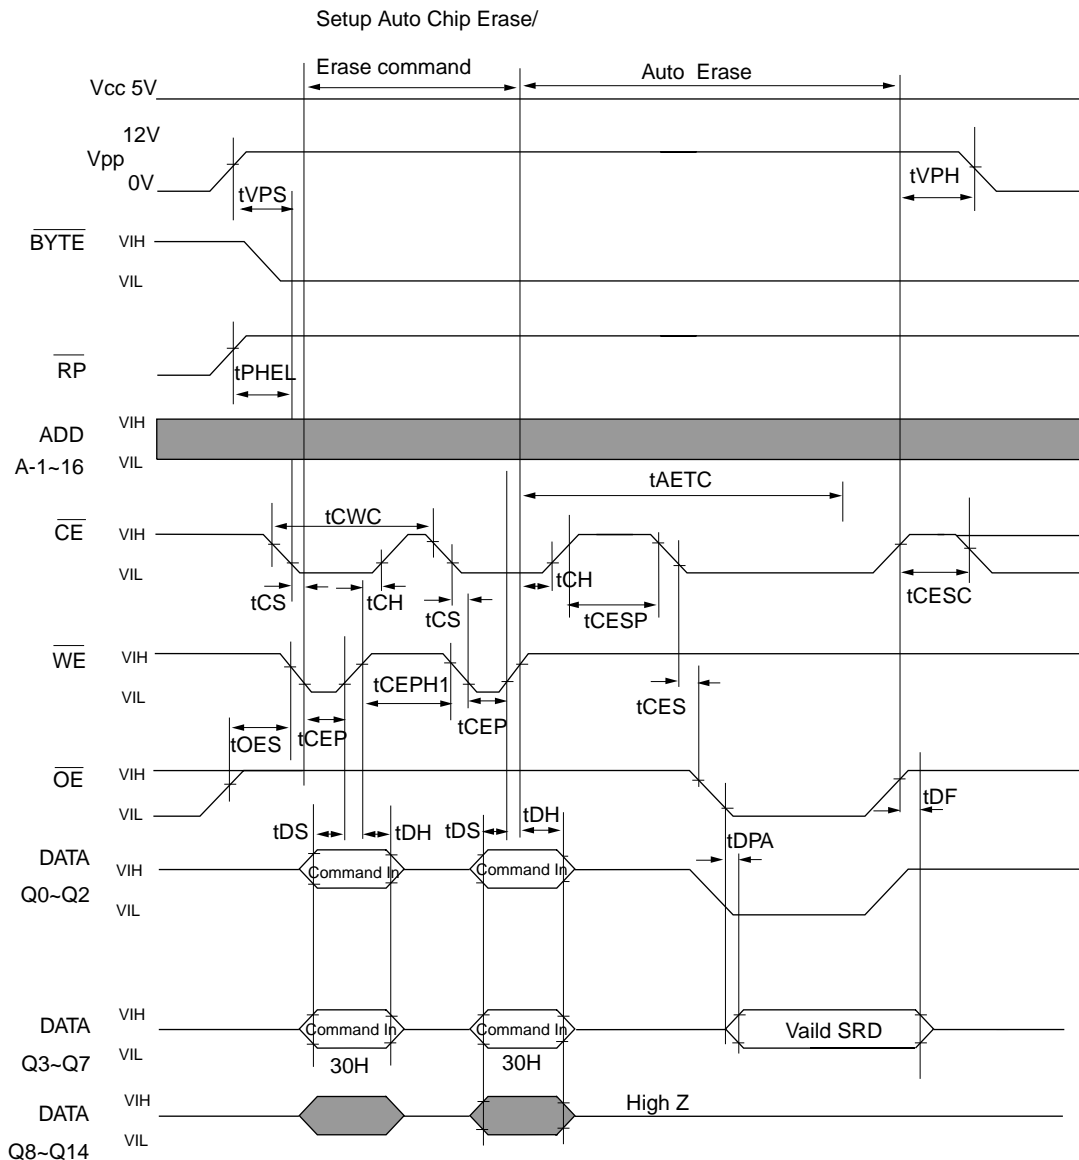 Setup Auto Chip Erase/
Erase command
Auto Erase
Vcc 5V
12V
Vpp
0V
tVPS
tVPH
BYTE
VIH
VIL
RP
tPHEL
ADD
VIH
A-1~16
VIL
tAETC
CE
VIH
tCWC
VIL
tCS
tCH
tCS
tCH
tCESP
tCESC
WE
VIH
VIL
tCEPH1
tCES
tOES
tCEP
tCEP
OE
VIH
VIL
tDF
tDS
tDH
tDS
tDH
tDPA
DATA
VIH
Command In
Command In
Q0~Q2
VIL
DATA
VIH
Command In
Command In
Vaild SRD
Q3~Q7
VIL
30H
30H
DATA
VIH
High Z
VIL
Q8~Q14